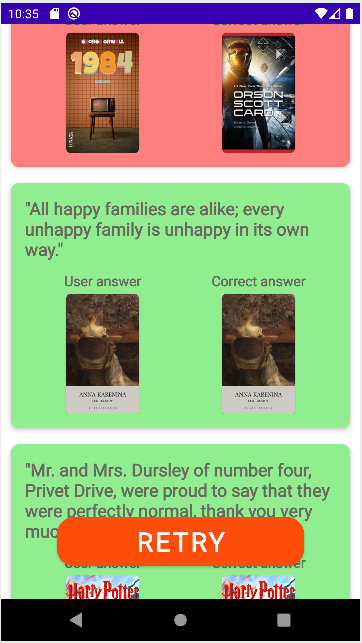 10:35
User answer Correct answer
GEORGE ORWELL
1984
ORSON
SCOTT
CARD
"All happy families are alike; every
unhappy family is unhappy in its own
way."
User answer Correct answer
ANNA KARENINA ANNA KARENINA
"Mr. and Mrs. Dursley of number four,
Privet Drive, were proud to say that they
were perfectly normal, thank you very
muc
RETRY
User answer Correct answer
Harry Potter Harry Potter